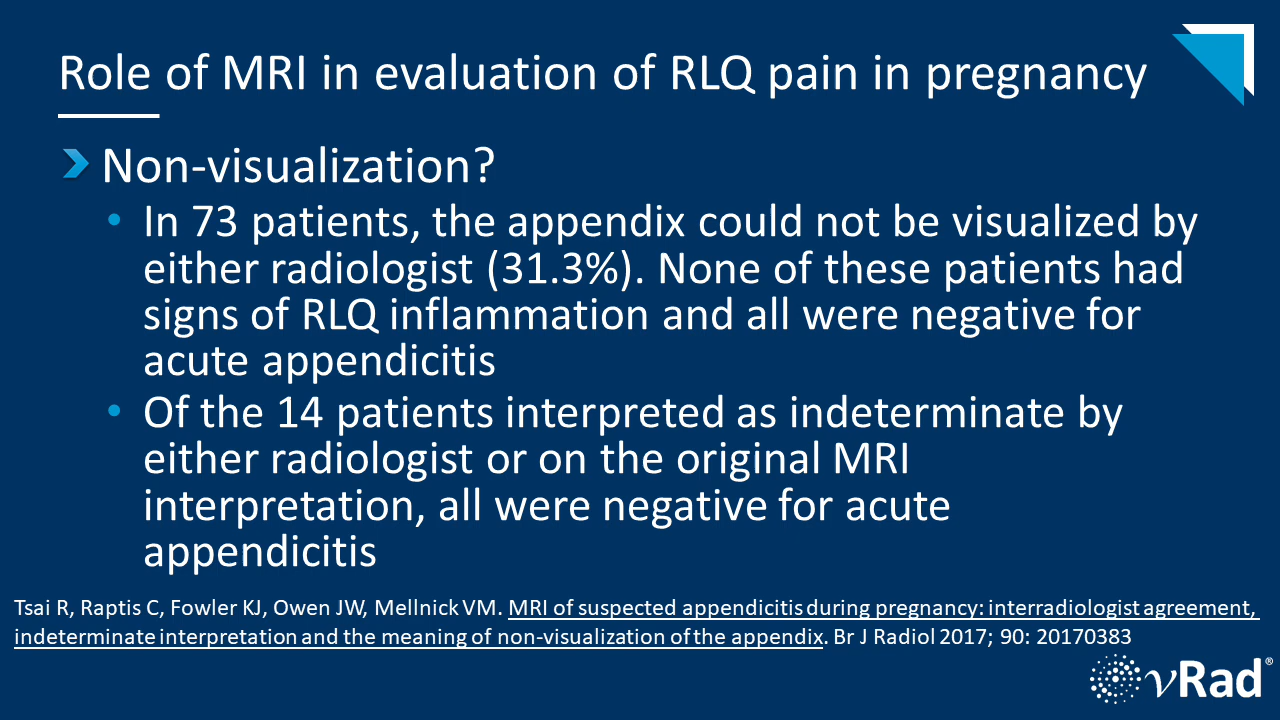 Role of MRI in evaluation of RLQ pain in pregnancy
Non-visualization?
• In 73 patients, the appendix could not be visualized by
either radiologist (31.3%). None of these patients had
signs of RLQ inflammation and all were negative for
acute appendicitis
• Of the 14 patients interpreted as indeterminate by
either radiologist or on the original MRI
interpretation, all were negative for acute
appendicitis
Tsai R, Raptis C, Fowler KJ, Owen JW, Mellnick VM. MRI of suspected appendicitis during pregnancy: interradiologist agreement,
indeterminate interpretation and the meaning of non-visualization of the appendix. Br J Radiol 2017; 90: 20170383
vRad®